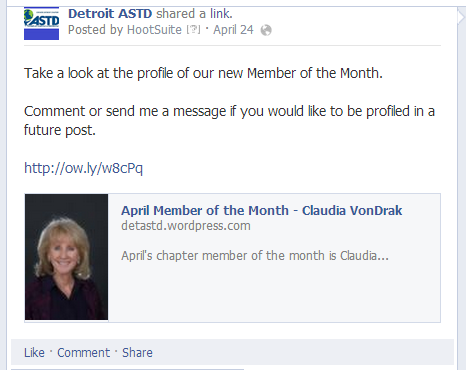 ASTD
Detroit ASTD shared a link.
Posted by HootSuite [?] · April 24
Take a look at the profile of our new Member of the Month.
Comment or send me a message if you would like to be profiled in a
future post.
http://ow.ly/w8cPq
April Member of the Month - Claudia VonDrak
detastd.wordpress.com
April's chapter member of the month is Claudia...
Like · Comment · Share